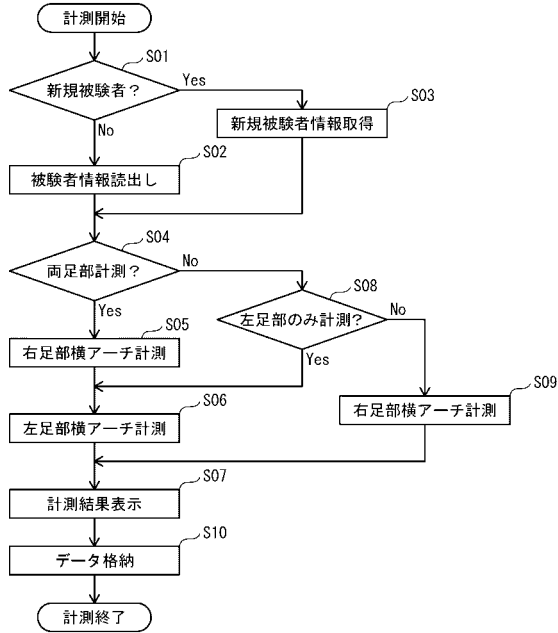 計測開始
S01
新規被験者？
Yes
No
S03
新規被験者情報取得
S02
被験者情報読出し
S04
両足部計測？
No
Yes
S08
左足部のみ計測？
No
Yes
S05
右足部横アーチ計測
S09
右足部横アーチ計測
S06
左足部横アーチ計測
S07
計測結果表示
S10
データ格納
計測終了